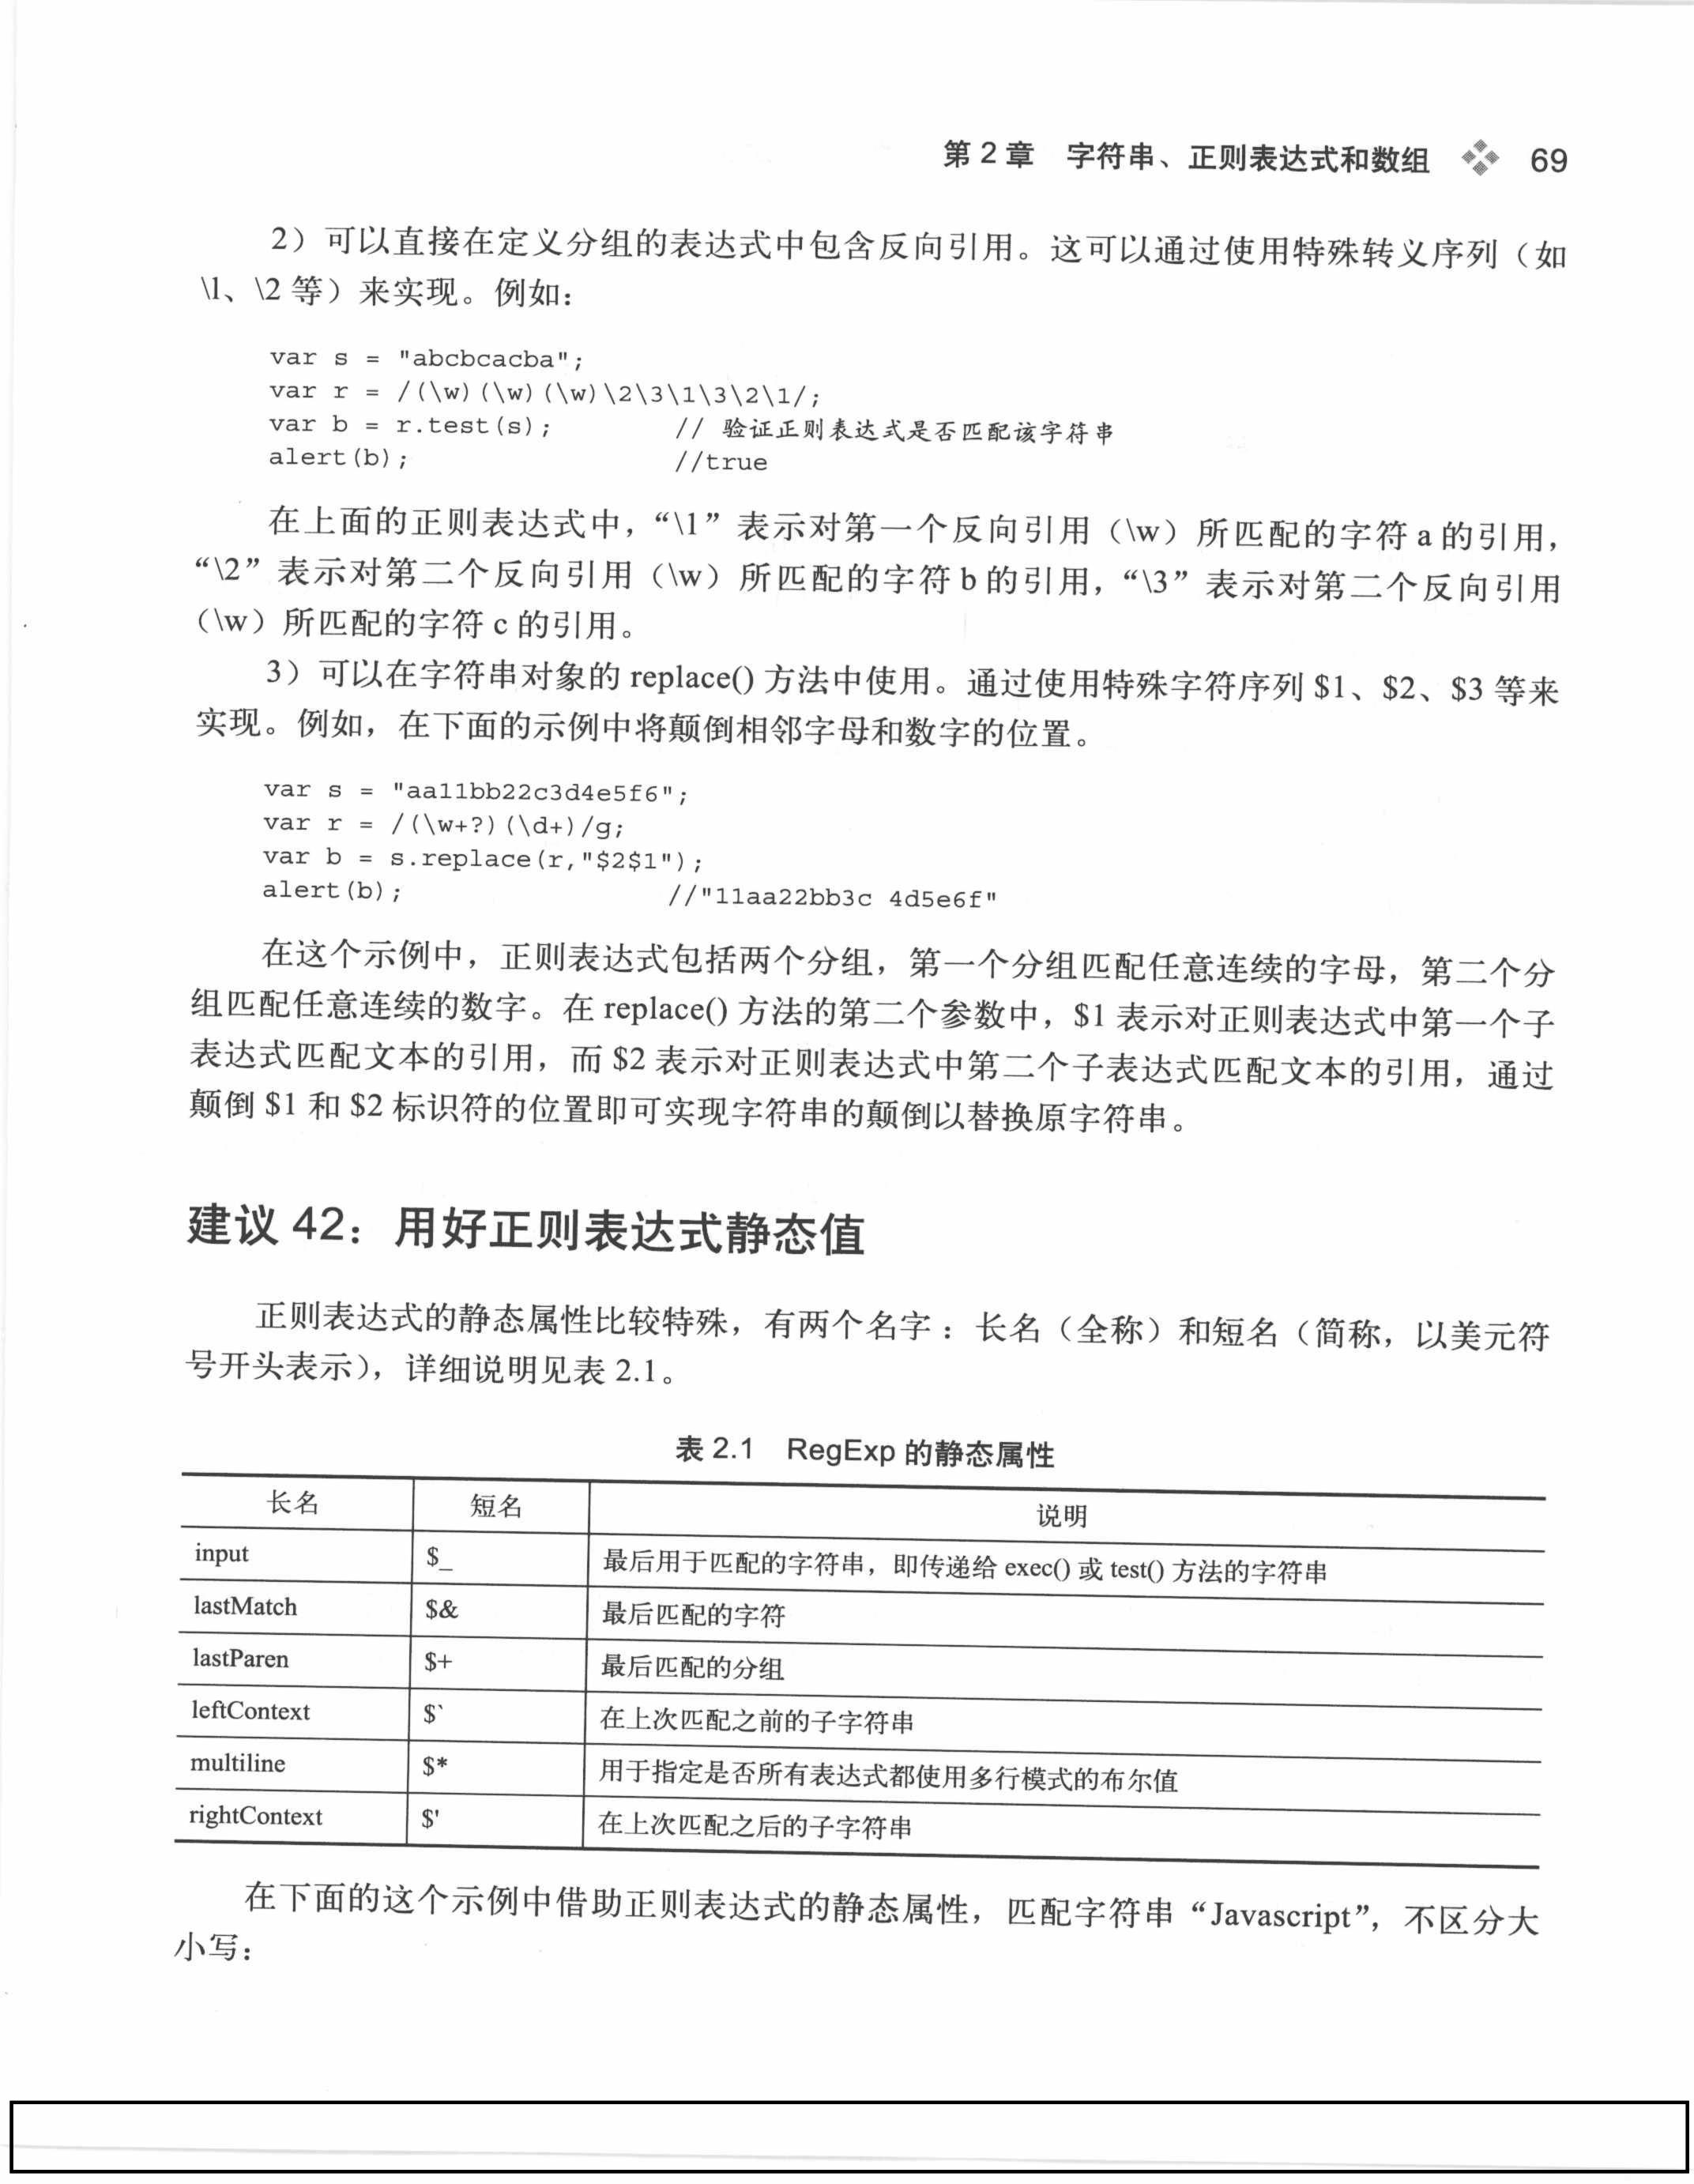 第 2 章 字符串、正则表达式和数组 69
2）可以直接在定义分组的表达式中包含反向引用。这可以通过使用特殊转义序列（如
\1、\2 等）来实现。例如：
var s = "abcbcacba";
var r = /(\w)(\w)(\w)\2\3\1\3\2\1/;
var b = r.test(s); // 验证正则表达式是否匹配该字符串
alert(b); //true
在上面的正则表达式中，“\1”表示对第一个反向引用（\w）所匹配的字符 a 的引用，
“\2”表示对第二个反向引用（\w）所匹配的字符 b 的引用，“\3”表示对第二个反向引用
（\w）所匹配的字符 c 的引用。
3）可以在字符串对象的 replace() 方法中使用。通过使用特殊字符序列 $1、$2、$3 等来
实现。例如，在下面的示例中将颠倒相邻字母和数字的位置。
var s = "aa11bb22c3d4e5f6";
var r = /(\w+?)(\d+)/g;
var b = s.replace(r,"$2$1");
alert(b); //"11aa22bb3c 4d5e6f"
在这个示例中，正则表达式包括两个分组，第一个分组匹配任意连续的字母，第二个分
组匹配任意连续的数字。在 replace() 方法的第二个参数中，$1 表示对正则表达式中第一个子
表达式匹配文本的引用，而 $2 表示对正则表达式中第二个子表达式匹配文本的引用，通过
颠倒 $1 和 $2 标识符的位置即可实现字符串的颠倒以替换原字符串。
建议 42：用好正则表达式静态值
正则表达式的静态属性比较特殊，有两个名字：长名（全称）和短名（简称，以美元符
号开头表示），详细说明见表 2.1。
表 2.1 RegExp 的静态属性
长名 短名 说明
input $_ 最后用于匹配的字符串，即传递给 exec() 或 test() 方法的字符串
lastMatch $& 最后匹配的字符
lastParen $+ 最后匹配的分组
leftContext $` 在上次匹配之前的子字符串
multiline $* 用于指定是否所有表达式都使用多行模式的布尔值
rightContext $' 在上次匹配之后的子字符串
在下面的这个示例中借助正则表达式的静态属性，匹配字符串“Javascript”，不区分大
小写：